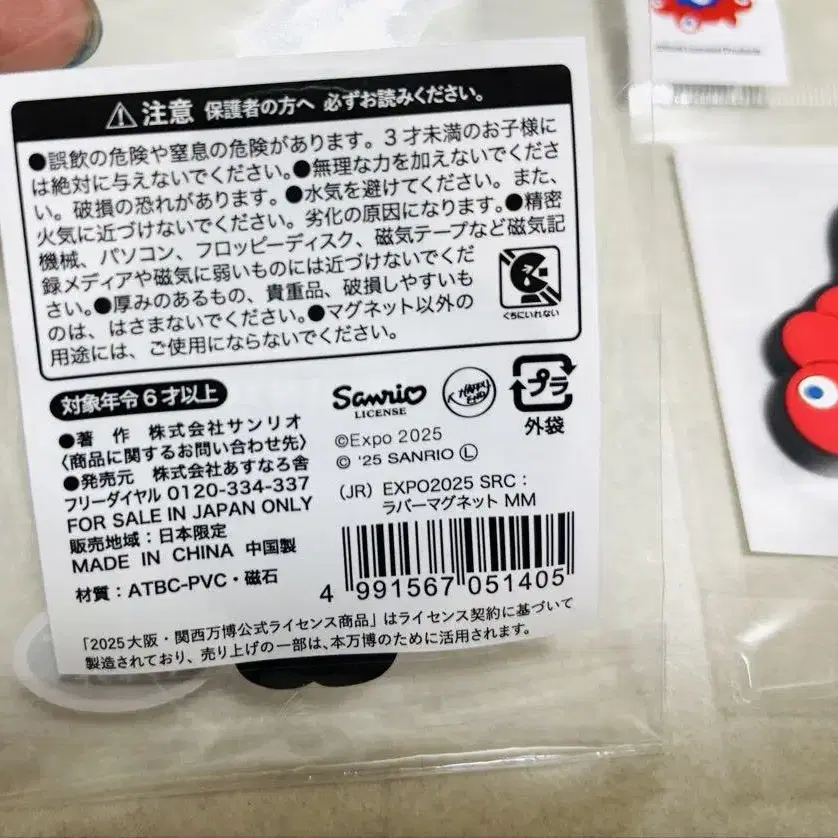 注意 保護者の方へ 必ずお読みください。
●誤飲の危険や窒息の危険があります。3才未満のお子様に
は絶対に与えないでください。●無理な力を加えないでくださ
い。破損の恐れがあります。●水気を避けてください。また、
火気に近づけないでください。劣化の原因になります。●精密
機械、パソコン、フロッピーディスク、磁気テープなど磁気記
録メディアや磁気に弱いものには近づけないでくだ
さい。●厚みのあるもの、貴重品、破損しやすいも
のは、はさまないでください。●マグネット以外の
用途には、ご使用にならないでください。
くちにいれない
対象年令6才以上
●著 作 株式会社サンリオ
〈商品に関するお問い合わせ先〉
●発売元 株式会社あすなろ舎
フリーダイヤル 0120-334-337
FOR SALE IN JAPAN ONLY
販売地域：日本限定
MADE IN CHINA 中国製
材質：ATBC-PVC・磁石
Sanrio
LICENSE
HAPPY
END
プラ
外袋
©Expo 2025
© '25 SANRIO Ⓛ
(JR) EXPO2025 SRC：
ラバーマグネット MM
4 991567 051405
「2025大阪・関西万博公式ライセンス商品」はライセンス契約に基づいて
製造されており、売り上げの一部は、本万博のために活用されます。
Official Licensed Products